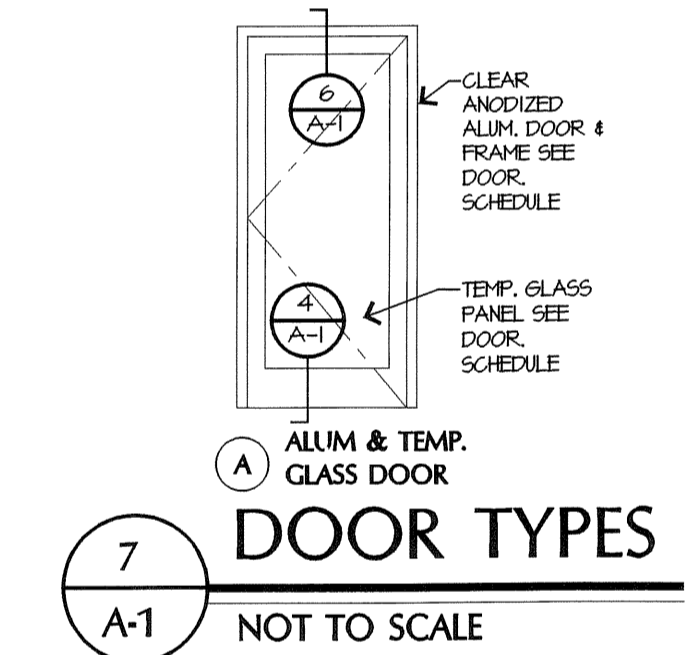 6
A-1
CLEAR
ANODIZED
ALUM. DOOR &
FRAME SEE
DOOR.
SCHEDULE
4
A-1
TEMP. GLASS
PANEL SEE
DOOR.
SCHEDULE
A
ALUM & TEMP.
GLASS DOOR
7
A-1
DOOR TYPES
NOT TO SCALE